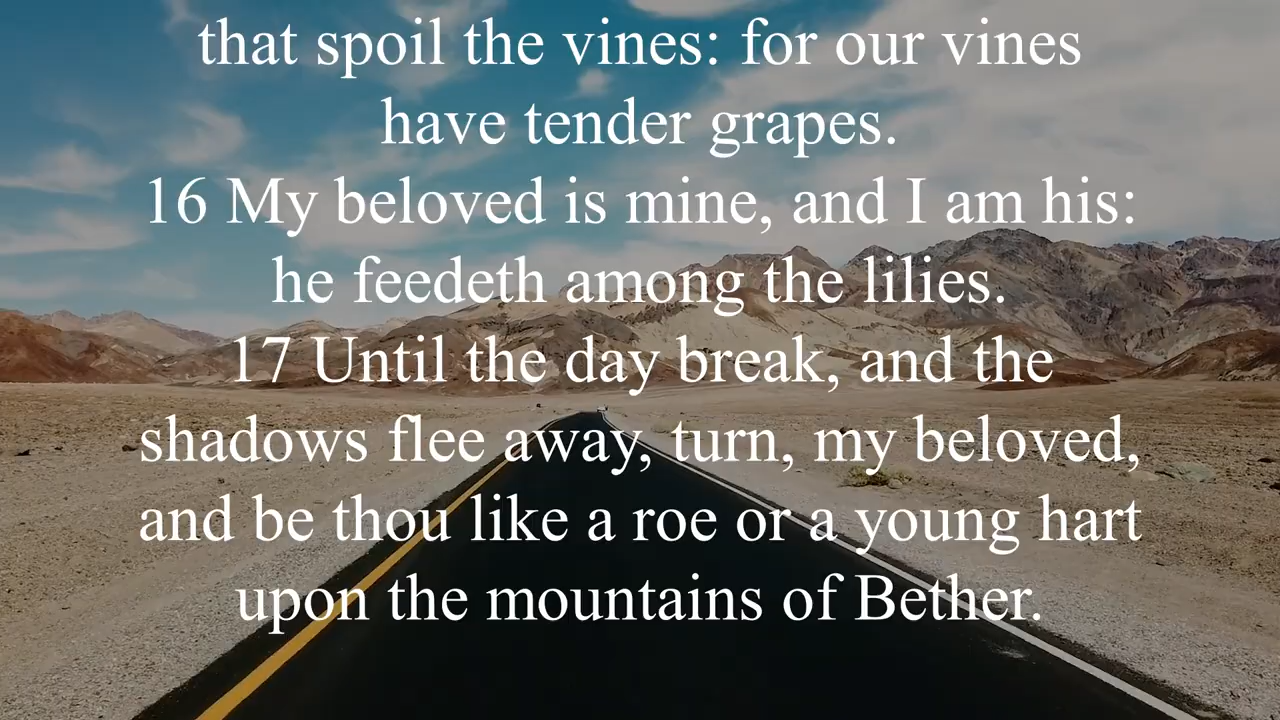 that spoil the vines: for our vines
have tender grapes.
16 My beloved is mine, and I am his:
he feedeth among the lilies.
17 Until the day break, and the
shadows flee away, turn, my beloved,
and be thou like a roe or a young hart
upon the mountains of Bether.